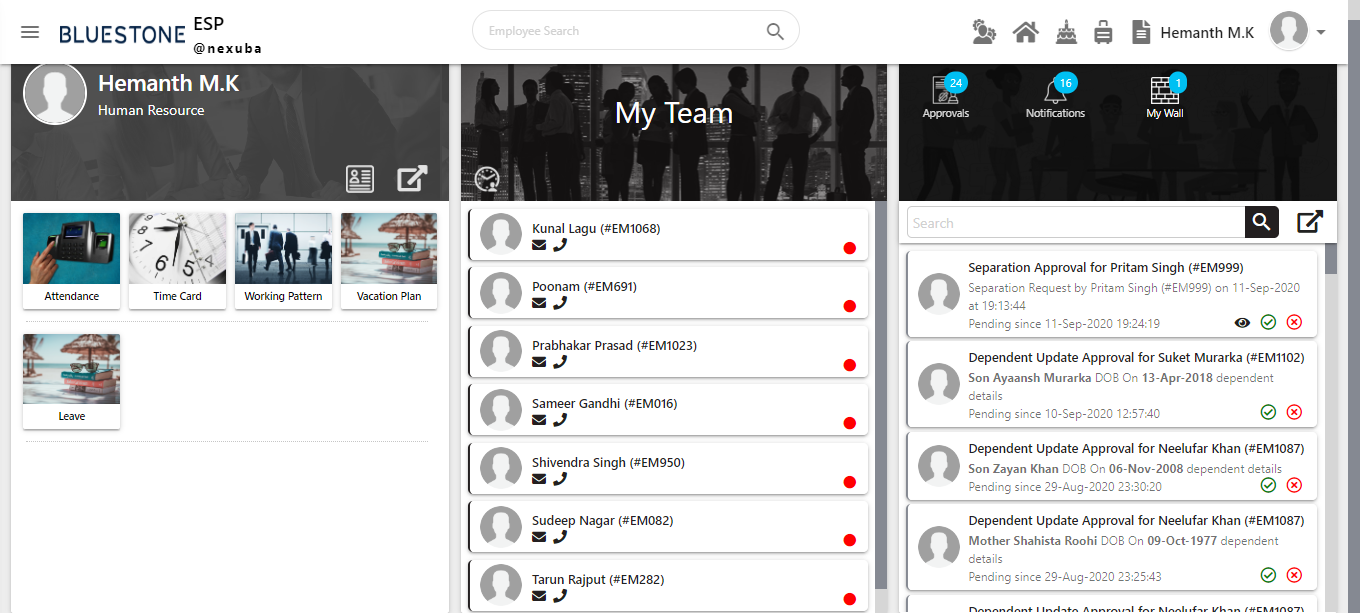 BLUESTONE
ESP
@nexuba
Employee Search
Hemanth M.K
Hemanth M.K
Human Resource
Attendance
Time Card
Working Pattern
Vacation Plan
Leave
My Team
Kunal Lagu (#EM1068)
Poonam (#EM691)
Prabhakar Prasad (#EM1023)
Sameer Gandhi (#EM016)
Shivendra Singh (#EM950)
Sudeep Nagar (#EM082)
Tarun Rajput (#EM282)
24
Approvals
16
Notifications
1
My Wall
Search
Separation Approval for Pritam Singh (#EM999)
Separation Request by Pritam Singh (#EM999) on 11-Sep-2020
at 19:13:44
Pending since 11-Sep-2020 19:24:19
Dependent Update Approval for Suket Murarka (#EM1102)
Son Ayaansh Murarka DOB On 13-Apr-2018 dependent
details
Pending since 10-Sep-2020 12:57:40
Dependent Update Approval for Neelufar Khan (#EM1087)
Son Zayan Khan DOB On 06-Nov-2008 dependent details
Pending since 29-Aug-2020 23:30:20
Dependent Update Approval for Neelufar Khan (#EM1087)
Mother Shahista Roohi DOB On 09-Oct-1977 dependent
details
Pending since 29-Aug-2020 23:25:43
Dependent Update Approval for Neelufar Khan (#EM1087)